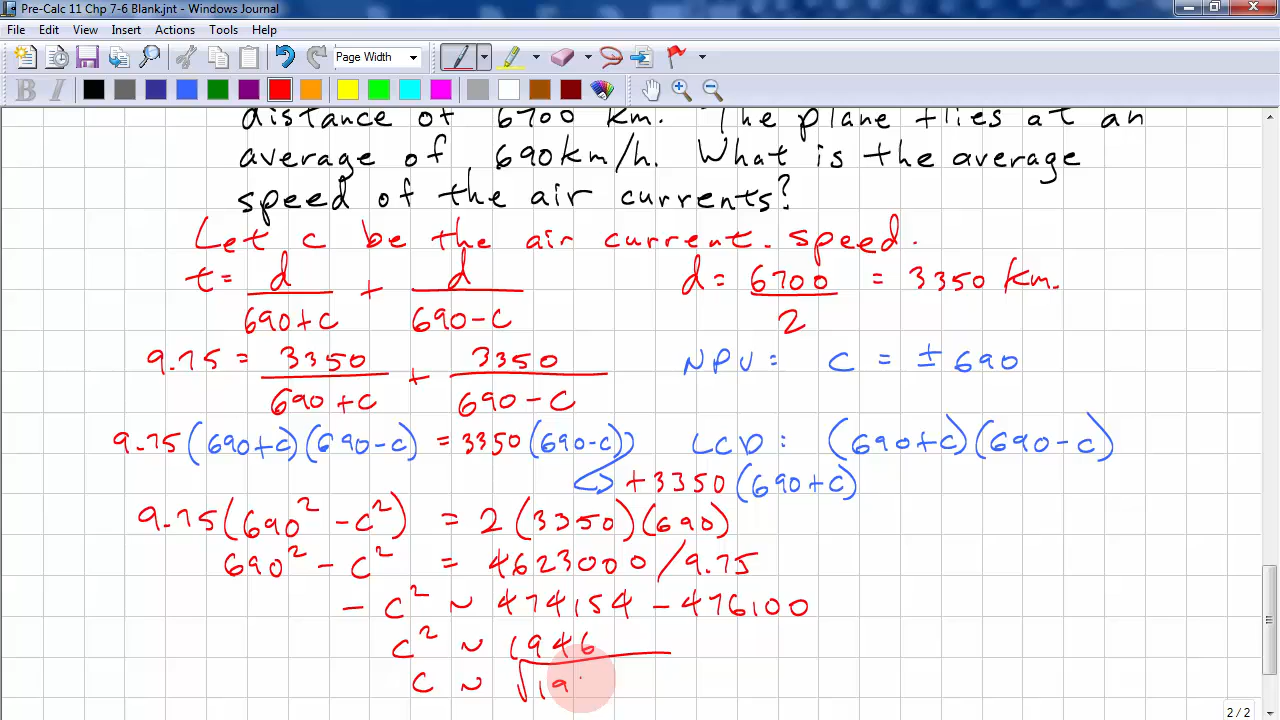 Pre-Calc 11 Chp 7-6 Blank.jnt - Windows Journal
File Edit View Insert Actions Tools Help
Page Width
B I
distance of 6700 km. The plane flies at an
average of 690km/h. What is the average
speed of the air currents?
Let c be the air current speed.
t = d/(690+c) + d/(690-c) d = 6700/2 = 3350 km.
9.75 = 3350/(690+c) + 3350/(690-c) NPV: c = ±690
9.75(690+c)(690-c) = 3350(690-c) LCD: (690+c)(690-c)
+3350(690+c)
9.75(690² - c²) = 2(3350)(690)
690² - c² = 4623000/9.75
-c² ~ 474154 - 476100
c² ~ 1946
c ~ √19
2 / 2